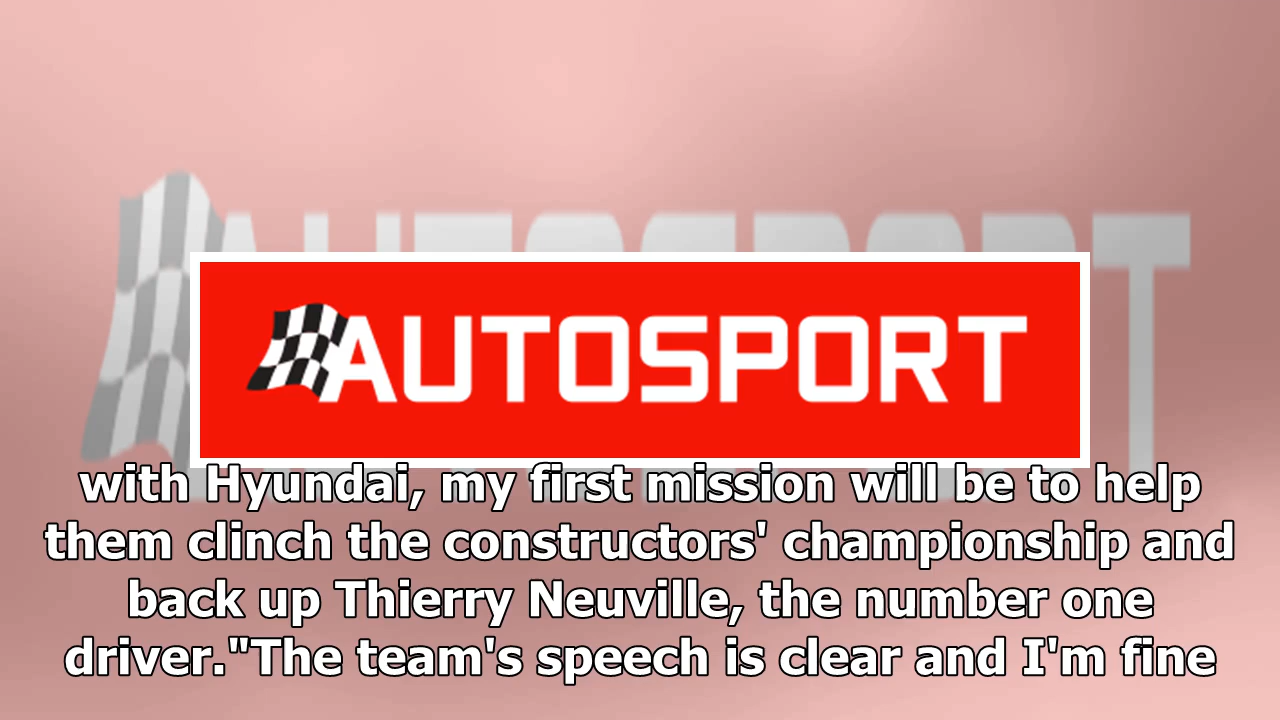 AUTOSPORT
with Hyundai, my first mission will be to help
them clinch the constructors' championship and
back up Thierry Neuville, the number one
driver."The team's speech is clear and I'm fine